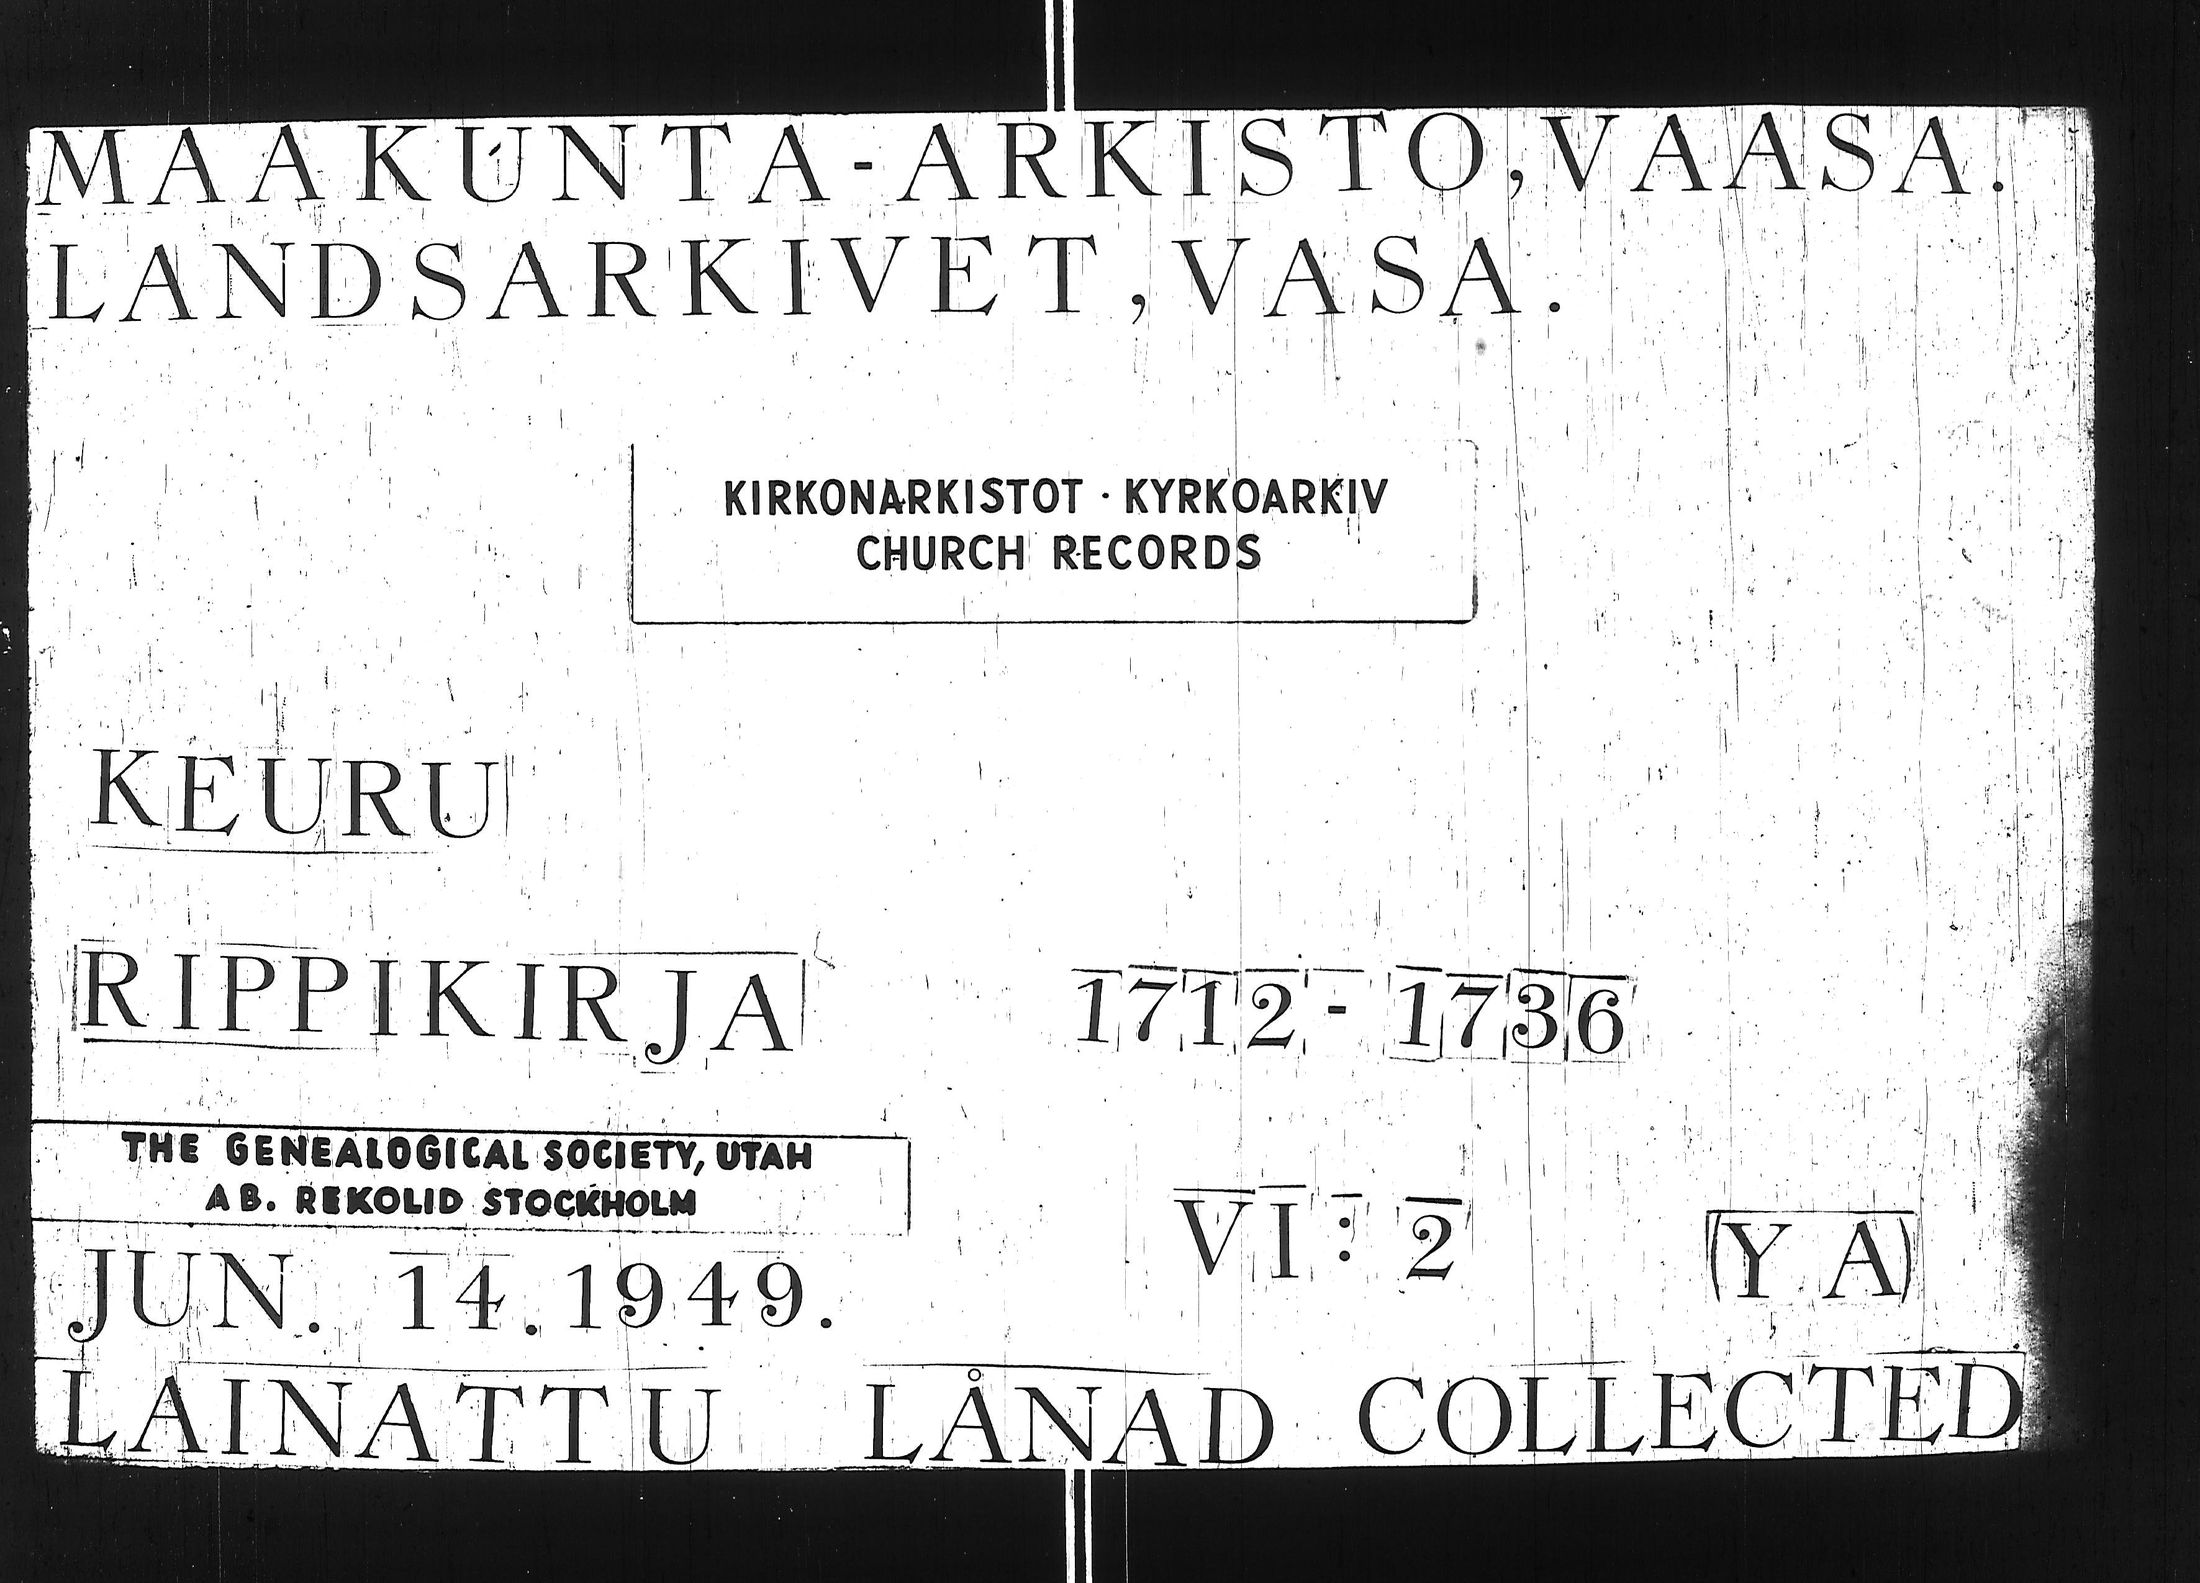 MAAKUNTA-ARKISTO, VAASA.
LANDSARKIVET, VASA.
KIRKONARKISTOT · KYRKOARKIV
CHURCH RECORDS
KEURU
RIPPIKIRJA 1712-1736
THE GENEALOGICAL SOCIETY, UTAH
AB. REKOLID STOCKHOLM
VI:2 (YA)
JUN. 14.1949.
LAINATTU LÅNAD COLLECTED